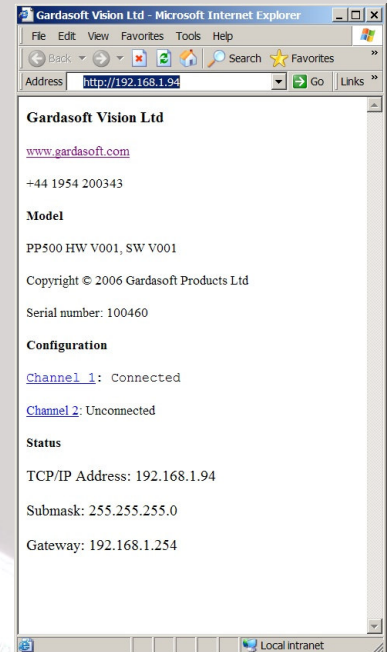 Gardasoft Vision Ltd - Microsoft Internet Explorer
File Edit View Favorites Tools Help
Back Search Favorites »
Address http://192.168.1.94 Go Links »
Gardasoft Vision Ltd
www.gardasoft.com
+44 1954 200343
Model
PP500 HW V001, SW V001
Copyright © 2006 Gardasoft Products Ltd
Serial number: 100460
Configuration
Channel 1: Connected
Channel 2: Unconnected
Status
TCP/IP Address: 192.168.1.94
Submask: 255.255.255.0
Gateway: 192.168.1.254
Local intranet